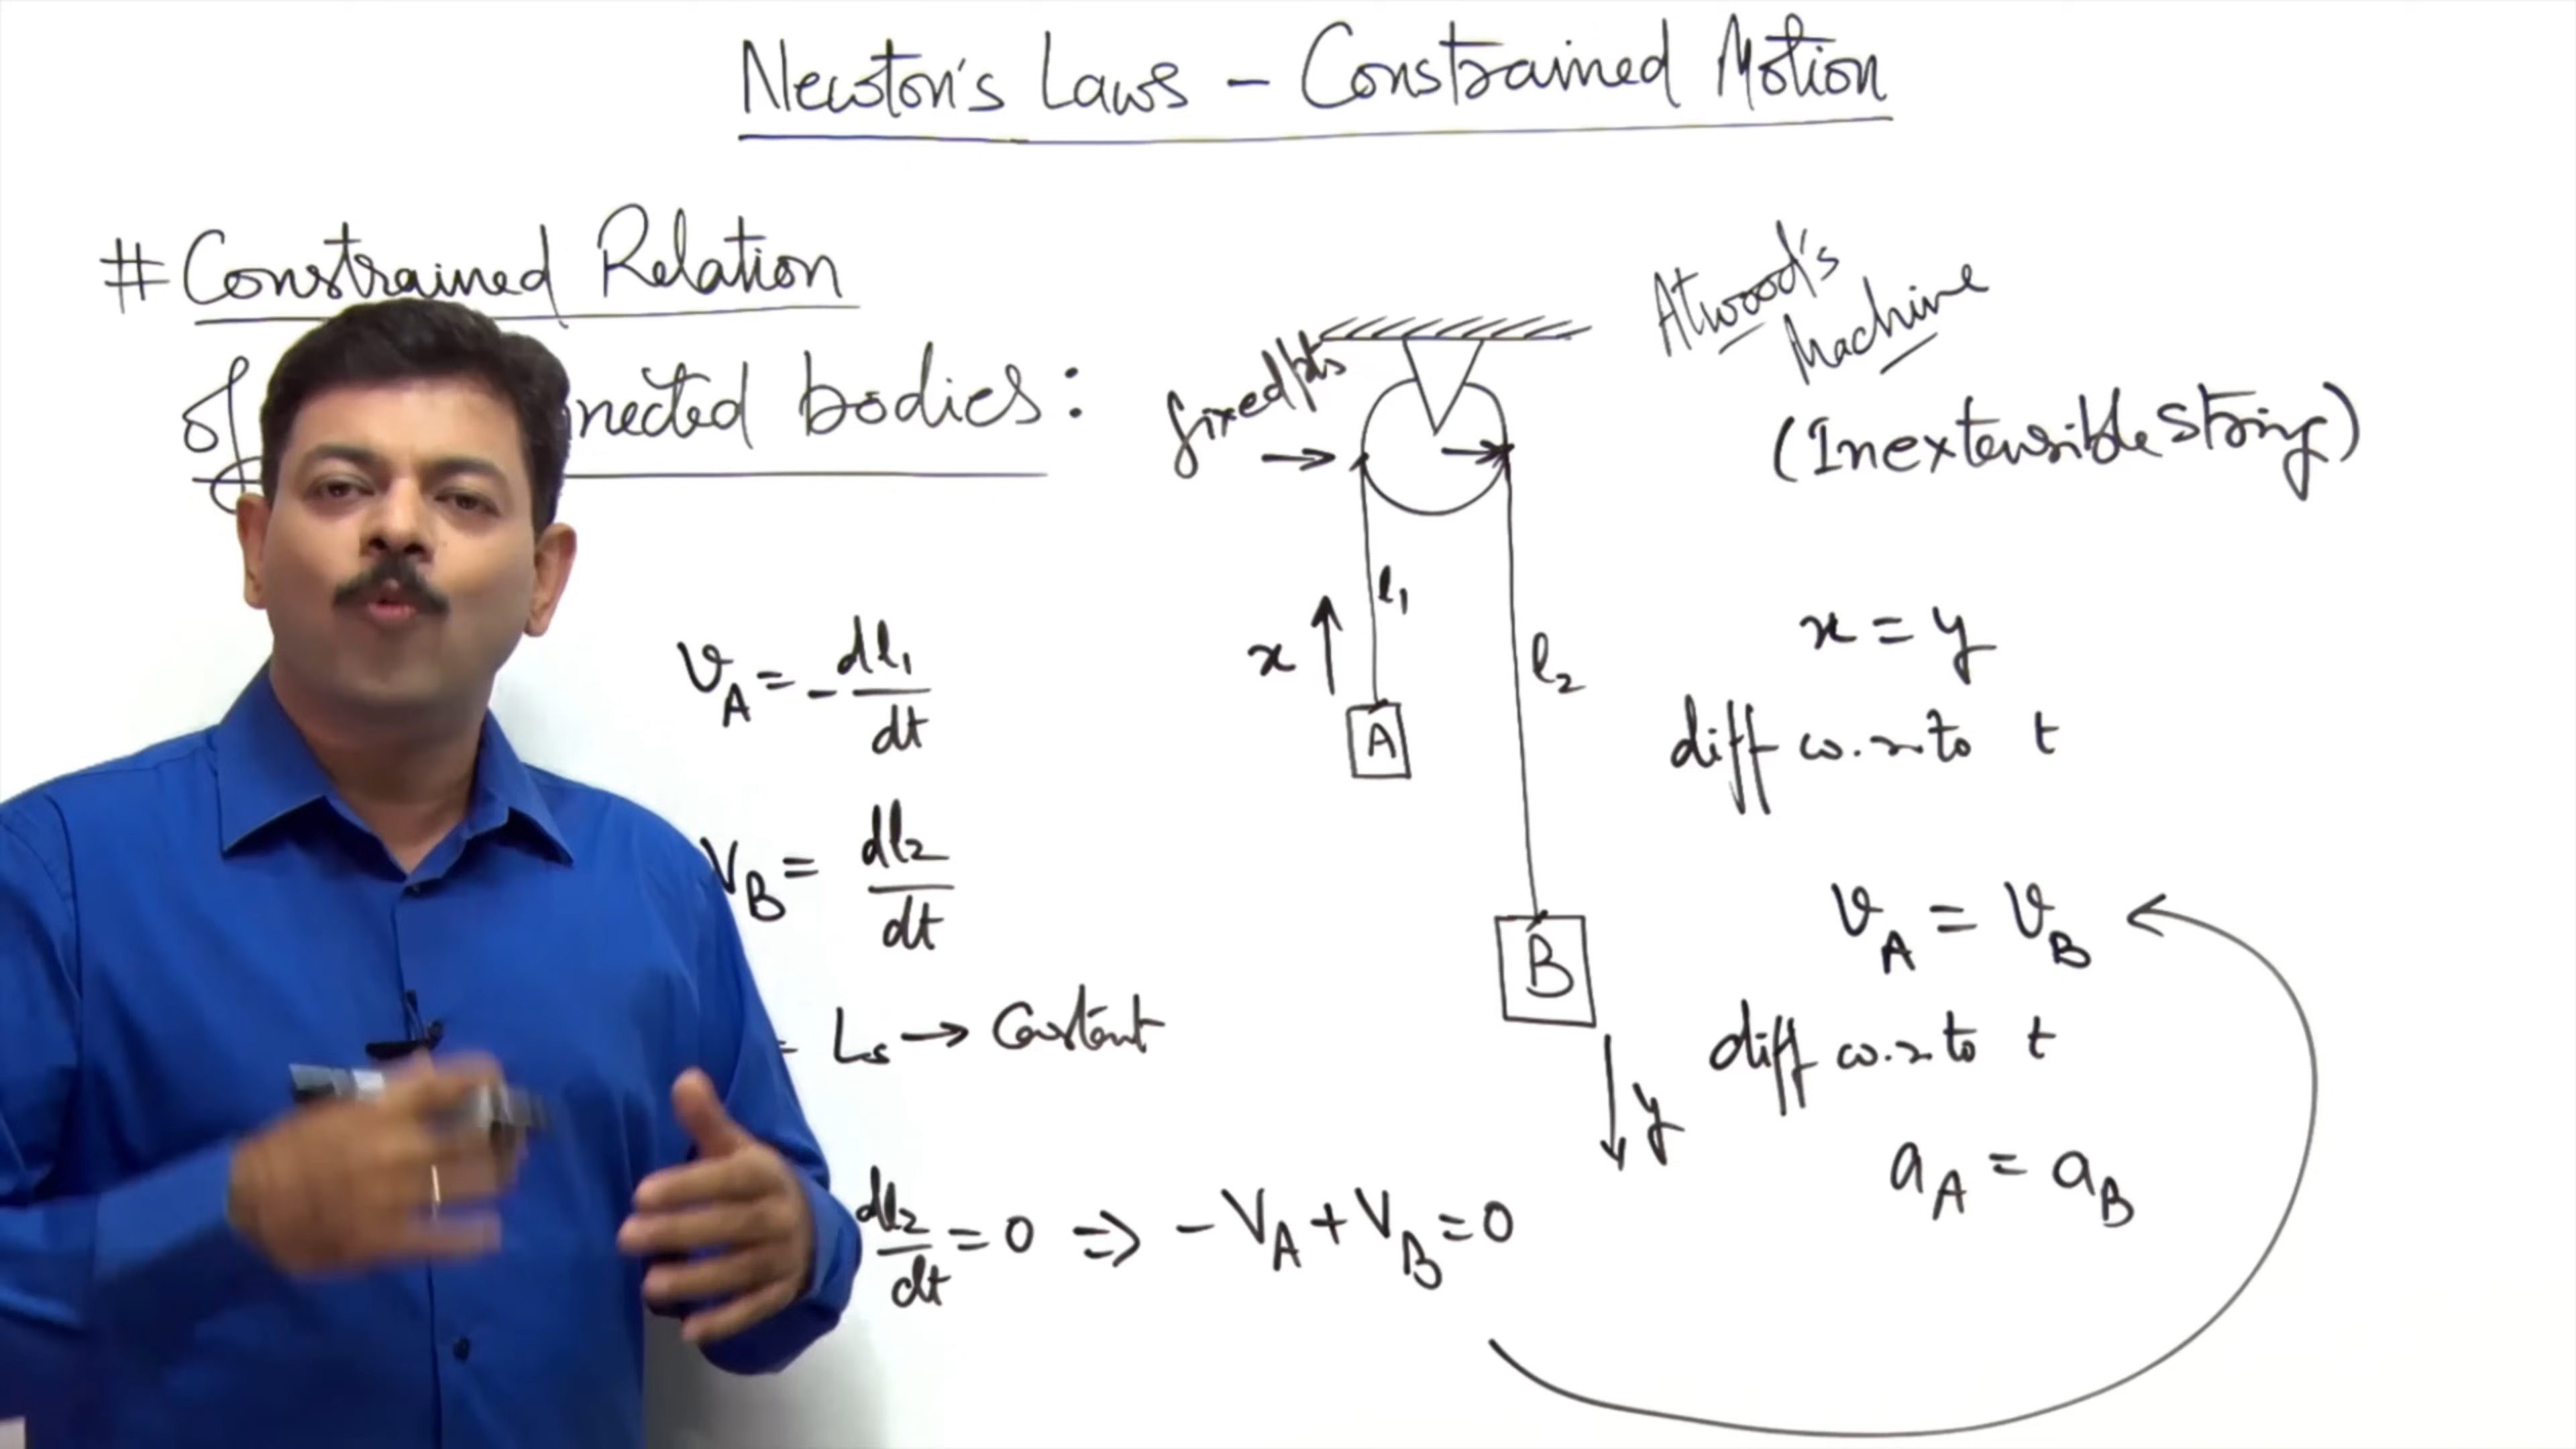 Newton's Laws - Constrained Motion
# Constrained Relation
of nected bodies :
Atwood's
Machine
(Inextensible String)
fixed pts
l₁
x
A
l₂
B
y
v_A = - dl₁/dt
v_B = dl₂/dt
= Ls → Constant
dl₂/dt = 0 ⇒ - V_A + V_B = 0
x = y
diff w.r to t
v_A = v_B
diff w.r to t
a_A = a_B